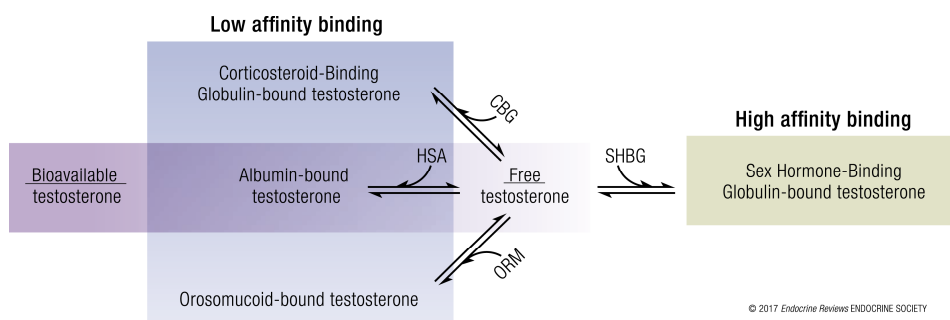 Low affinity binding
Corticosteroid-Binding
Globulin-bound testosterone
CBG
High affinity binding
Bioavailable
testosterone
Albumin-bound
testosterone
HSA
Free
testosterone
SHBG
Sex Hormone-Binding
Globulin-bound testosterone
ORM
Orosomucoid-bound testosterone
© 2017 Endocrine Reviews ENDOCRINE SOCIETY